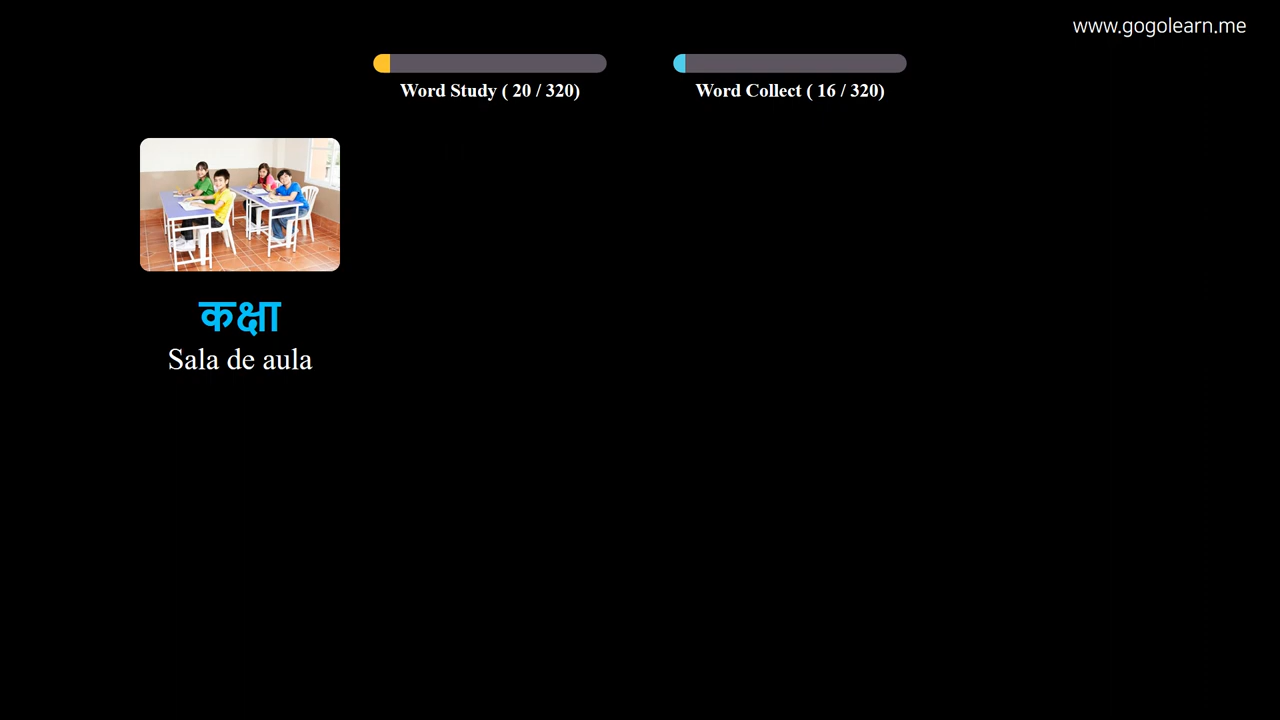 www.gogolearn.me
Word Study ( 20 / 320)
Word Collect ( 16 / 320)
कक्षा
Sala de aula